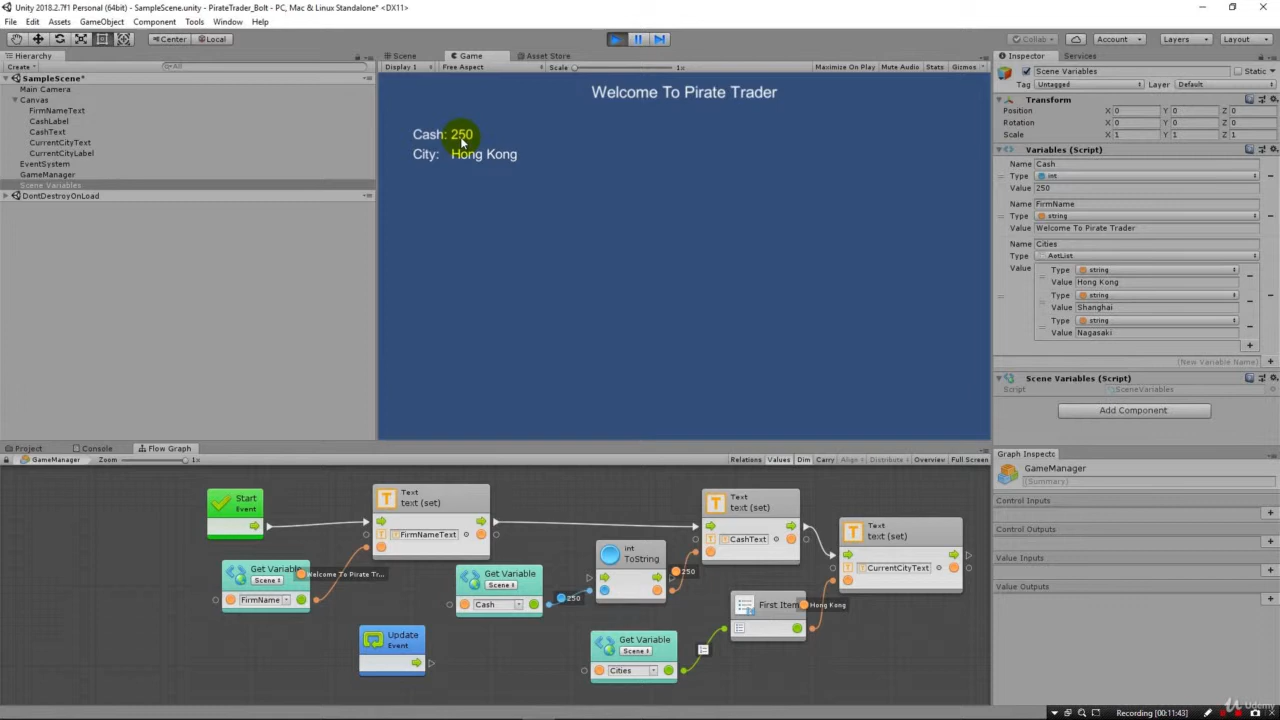 Unity 2018.2.7f1 Personal (64bit) - SampleScene.unity - PirateTrader_Bolt - PC, Mac & Linux Standalone* <DX11>
File Edit Assets GameObject Component Tools Window Help
Center Local Collab Account Layers Layout
Hierarchy
Create All
SampleScene*
Main Camera
Canvas
FirmNameText
CashLabel
CashText
CurrentCityText
CurrentCityLabel
EventSystem
GameManager
Scene Variables
DontDestroyOnLoad
Scene Game Asset Store
Display 1 Free Aspect Scale 1x Maximize On Play Mute Audio Stats Gizmos
Welcome To Pirate Trader
Cash: 250
City: Hong Kong
Inspector Services
Scene Variables Static
Tag Untagged Layer Default
Transform
Position X 0 Y 0 Z 0
Rotation X 0 Y 0 Z 0
Scale X 1 Y 1 Z 1
Variables (Script)
Name Cash
Type int
Value 250
Name FirmName
Type string
Value Welcome To Pirate Trader
Name Cities
Type AotList
Value Type string
Value Hong Kong
Type string
Value Shanghai
Type string
Value Nagasaki
(New Variable Name)
Scene Variables (Script)
Script SceneVariables
Add Component
Project Console Flow Graph
GameManager Zoom 1x Relations Values Dim Carry Align Distribute Overview Full Screen
Start
Event
Text
text (set)
FirmNameText
Get Variable
Scene
FirmName
Welcome To Pirate Tr...
Update
Event
Get Variable
Scene
Cash
250
int
ToString
250
Text
text (set)
CashText
Get Variable
Scene
Cities
First Item
Hong Kong
Text
text (set)
CurrentCityText
Graph Inspector
GameManager
(Summary)
Control Inputs
Control Outputs
Value Inputs
Value Outputs
Udemy
Recording [00:11:43]